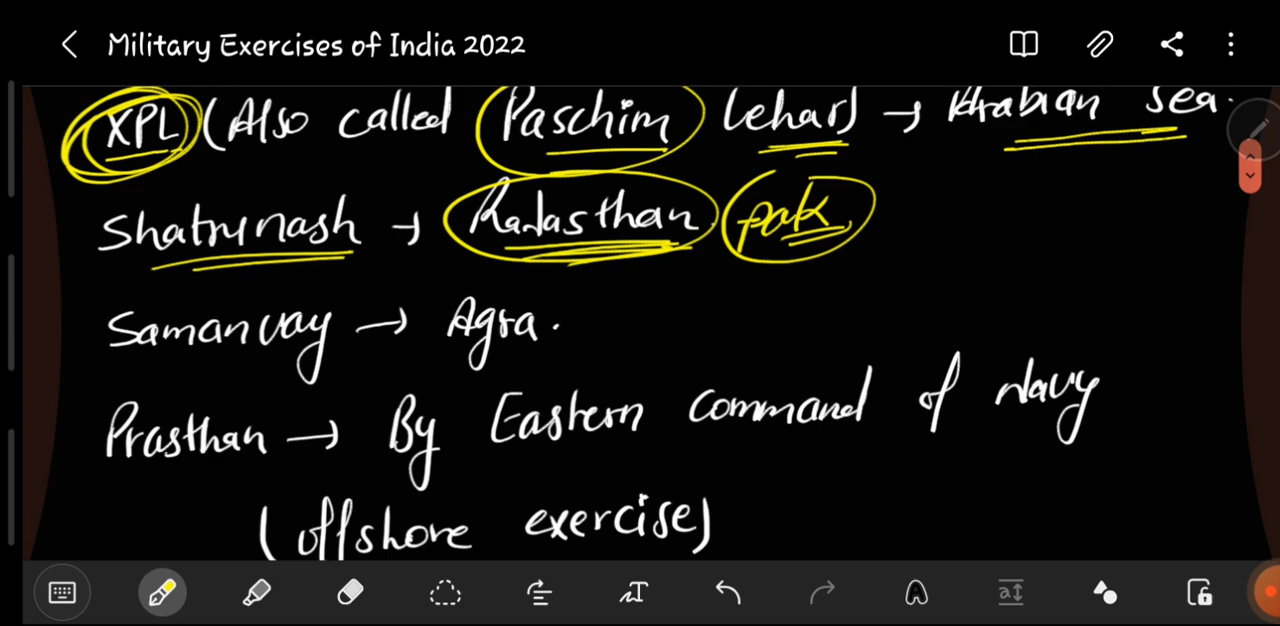 Military Exercises of India 2022
XPL (Also called Paschim Lehar) → Arabian Sea.
Shatrunash → Rajasthan. pak
Samanvay → Agra.
Prasthan → By Eastern command of Navy
(offshore exercise)